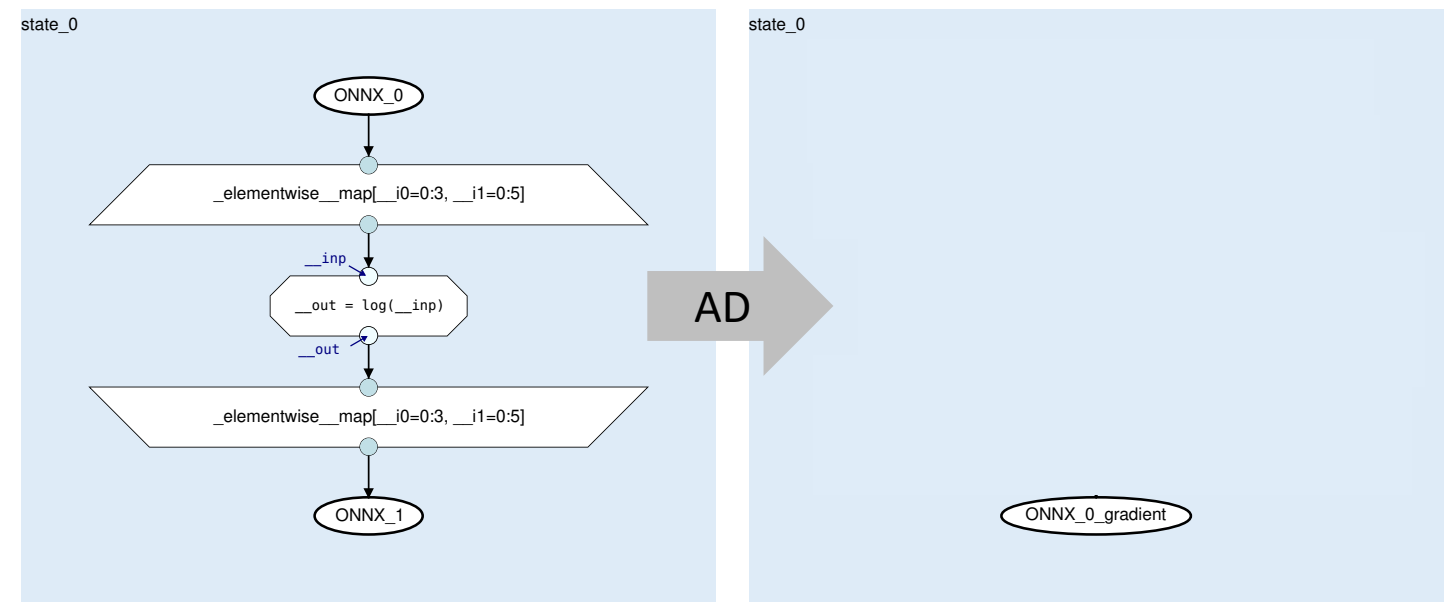 state_0
ONNX_0
_elementwise__map[__i0=0:3, __i1=0:5]
__inp
__out = log(__inp)
__out
_elementwise__map[__i0=0:3, __i1=0:5]
ONNX_1
AD
state_0
ONNX_0_gradient